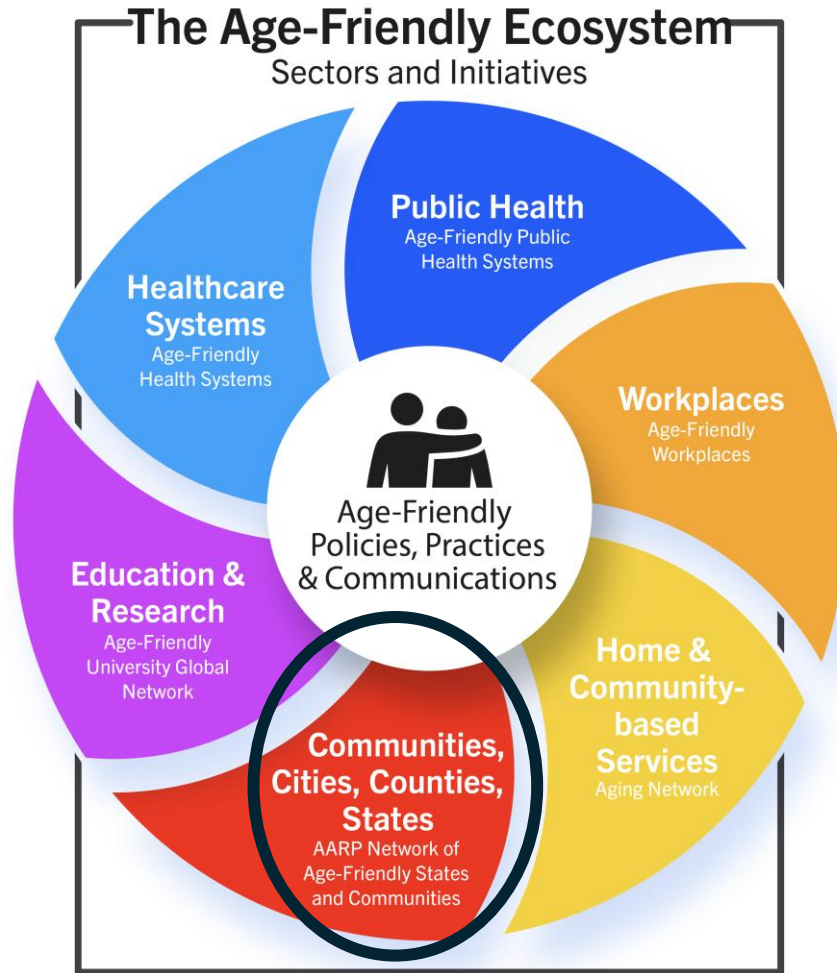 The Age-Friendly Ecosystem
Sectors and Initiatives
Public Health
Age-Friendly Public
Health Systems
Healthcare
Systems
Age-Friendly
Health Systems
Workplaces
Age-Friendly
Workplaces
Age-Friendly
Policies, Practices
& Communications
Education &
Research
Age-Friendly
University Global
Network
Home &
Community-
based
Services
Aging Network
Communities,
Cities, Counties,
States
AARP Network of
Age-Friendly States
and Communities